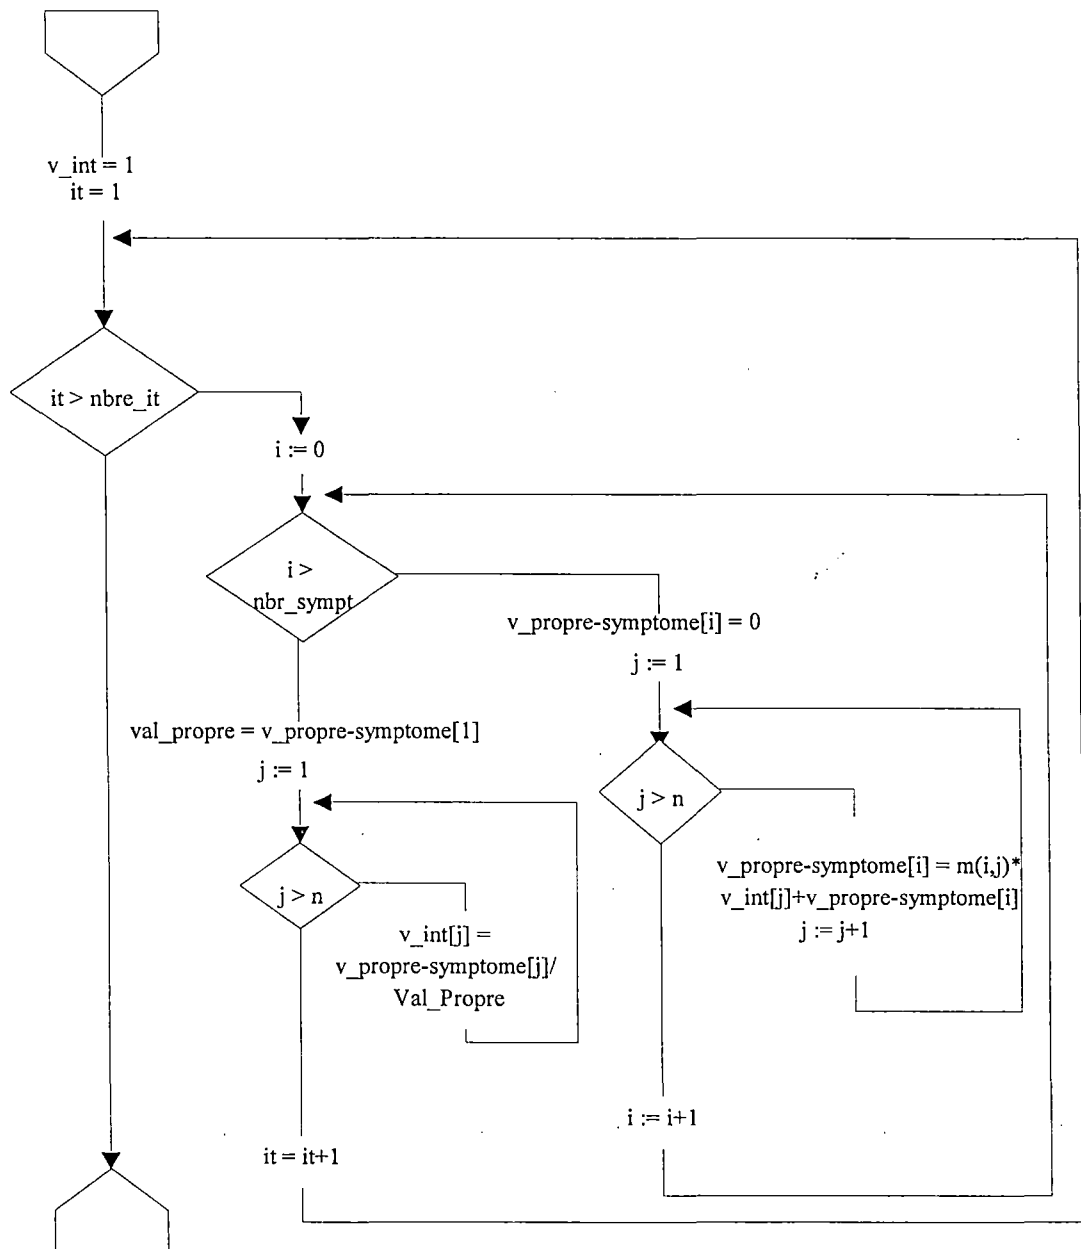 v_int = 1
it = 1
it > nbre_it
i := 0
i >
nbr_sympt
v_propre-symptome[i] = 0
j := 1
val_propre = v_propre-symptome[1]
j := 1
j > n
v_propre-symptome[i] = m(i,j)*
v_int[j]+v_propre-symptome[i]
j := j+1
j > n
v_int[j] =
v_propre-symptome[j]/
Val_Propre
i := i+1
it = it+1